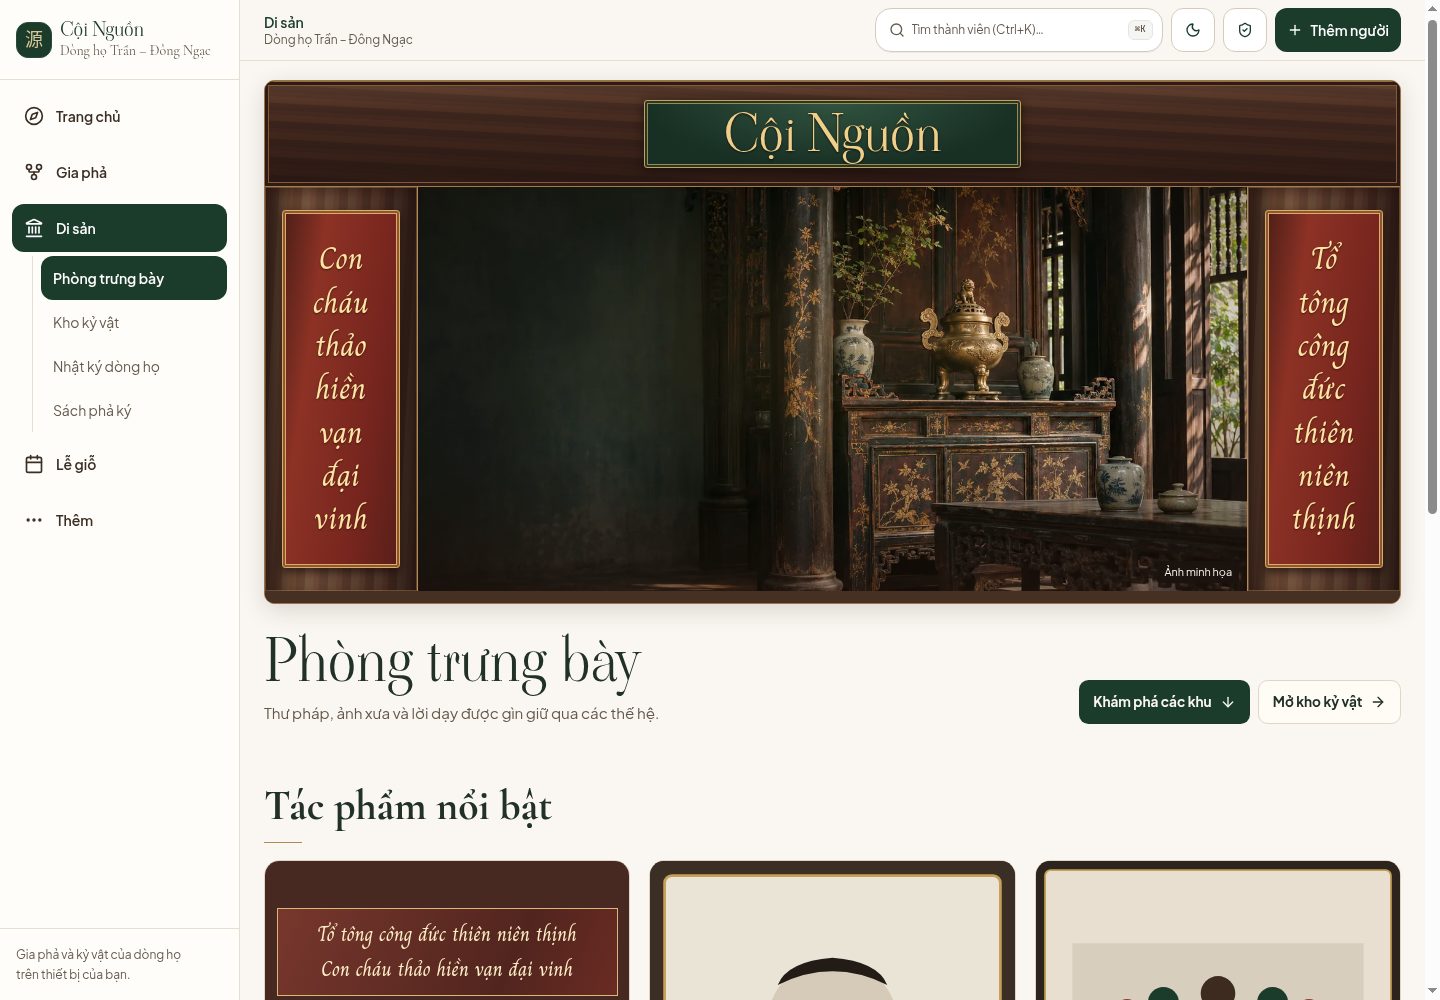 源
Cội Nguồn
Dòng họ Trần – Đông Ngạc
Trang chủ
Gia phả
Di sản
Phòng trưng bày
Kho kỷ vật
Nhật ký dòng họ
Sách phả ký
Lễ giỗ
Thêm
Gia phả và kỷ vật của dòng họ
trên thiết bị của bạn.
Di sản
Dòng họ Trần – Đông Ngạc
Tìm thành viên (Ctrl+K)...
⌘K
Thêm người
Cội Nguồn
Con
cháu
thảo
hiền
vạn
đại
vinh
Tổ
tông
công
đức
thiên
niên
thịnh
Ảnh minh họa
Phòng trưng bày
Thư pháp, ảnh xưa và lời dạy được gìn giữ qua các thế hệ.
Khám phá các khu
Mở kho kỷ vật
Tác phẩm nổi bật
Tổ tông công đức thiên niên thịnh
Con cháu thảo hiền vạn đại vinh